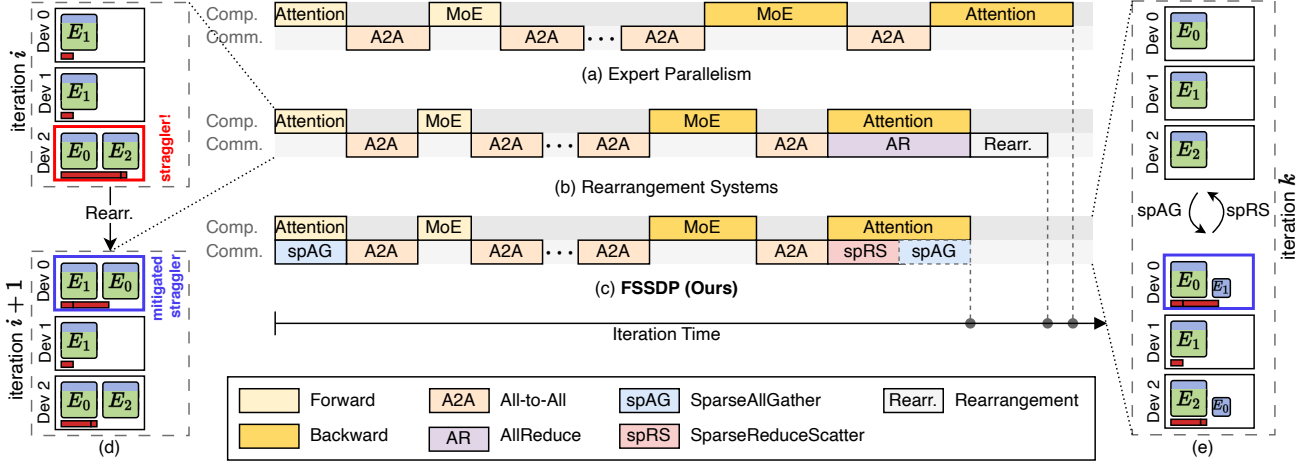 iteration i
Dev 0
E1
Dev 1
E1
Dev 2
E0 E2
straggler!
Rearr.
iteration i + 1
Dev 0
E1 E0
mitigated straggler
Dev 1
E1
Dev 2
E0 E2
(d)
Comp. Attention MoE MoE Attention
Comm. A2A A2A ··· A2A A2A
(a) Expert Parallelism
Comp. Attention MoE MoE Attention
Comm. A2A A2A ··· A2A A2A AR Rearr.
(b) Rearrangement Systems
Comp. Attention MoE MoE Attention
Comm. spAG A2A A2A ··· A2A A2A spRS spAG
(c) FSSDP (Ours)
Iteration Time
Forward A2A All-to-All spAG SparseAllGather Rearr. Rearrangement
Backward AR AllReduce spRS SparseReduceScatter
Dev 0
E0
Dev 1
E1
Dev 2
E2
spAG spRS
iteration k
Dev 0
E0 E1
Dev 1
E1
Dev 2
E2 E0
(e)